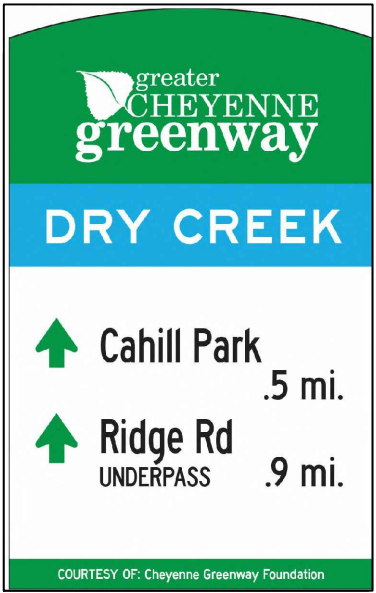 greater
CHEYENNE
greenway
DRY CREEK
Cahill Park
.5 mi.
Ridge Rd
UNDERPASS .9 mi.
COURTESY OF: Cheyenne Greenway Foundation